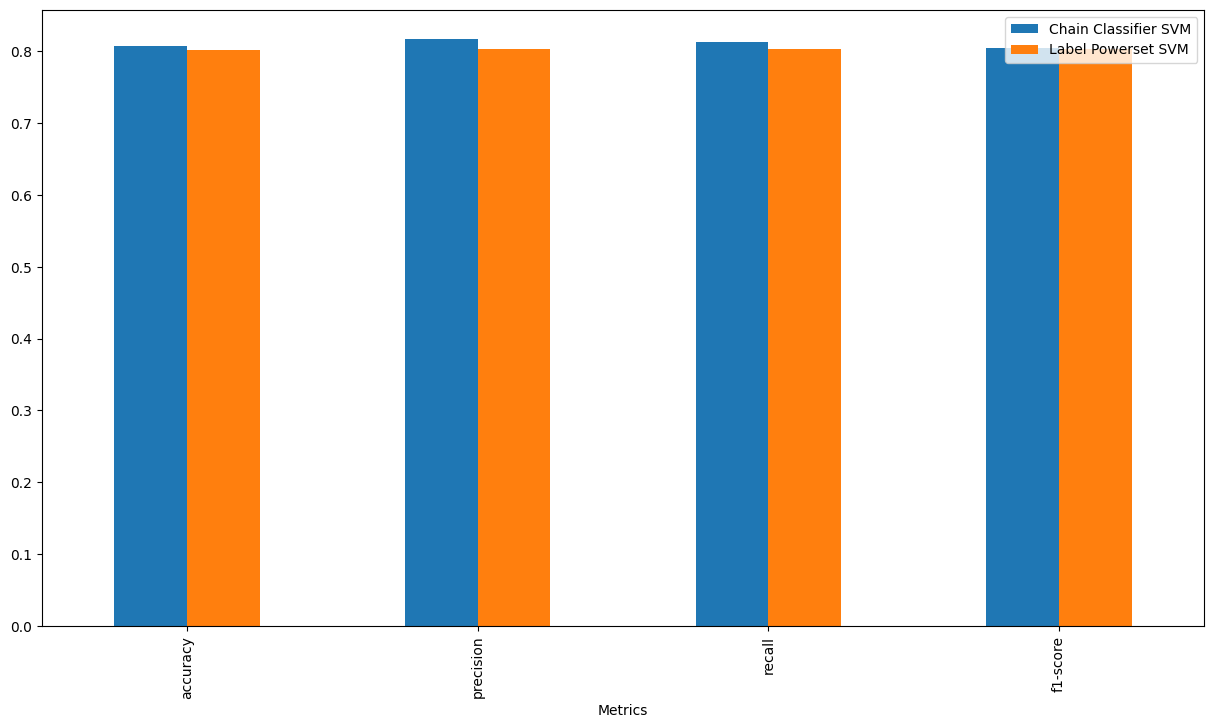 Chain Classifier SVM
Label Powerset SVM
0.8
0.7
0.6
0.5
0.4
0.3
0.2
0.1
0.0
accuracy
precision
recall
f1-score
Metrics